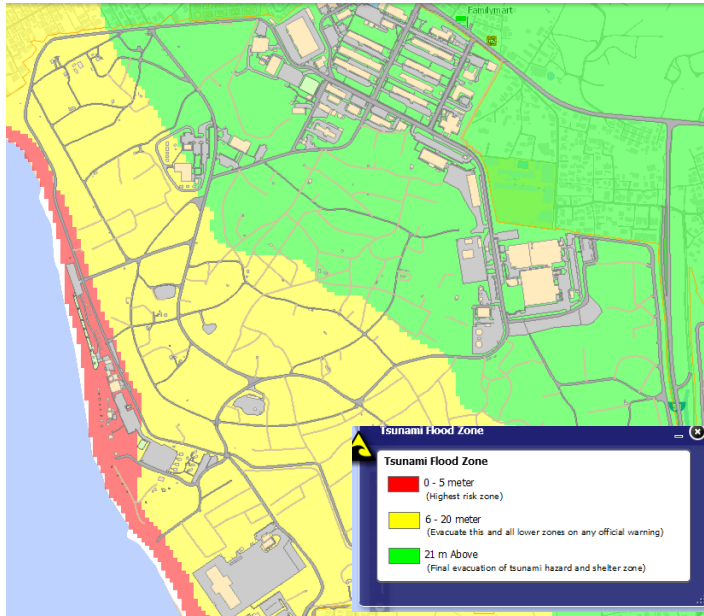 Familymart
Tsunami Flood Zone
Tsunami Flood Zone
0 - 5 meter
(Highest risk zone)
6 - 20 meter
(Evacuate this and all lower zones on any official warning)
21 m Above
(Final evacuation of tsunami hazard and shelter zone)